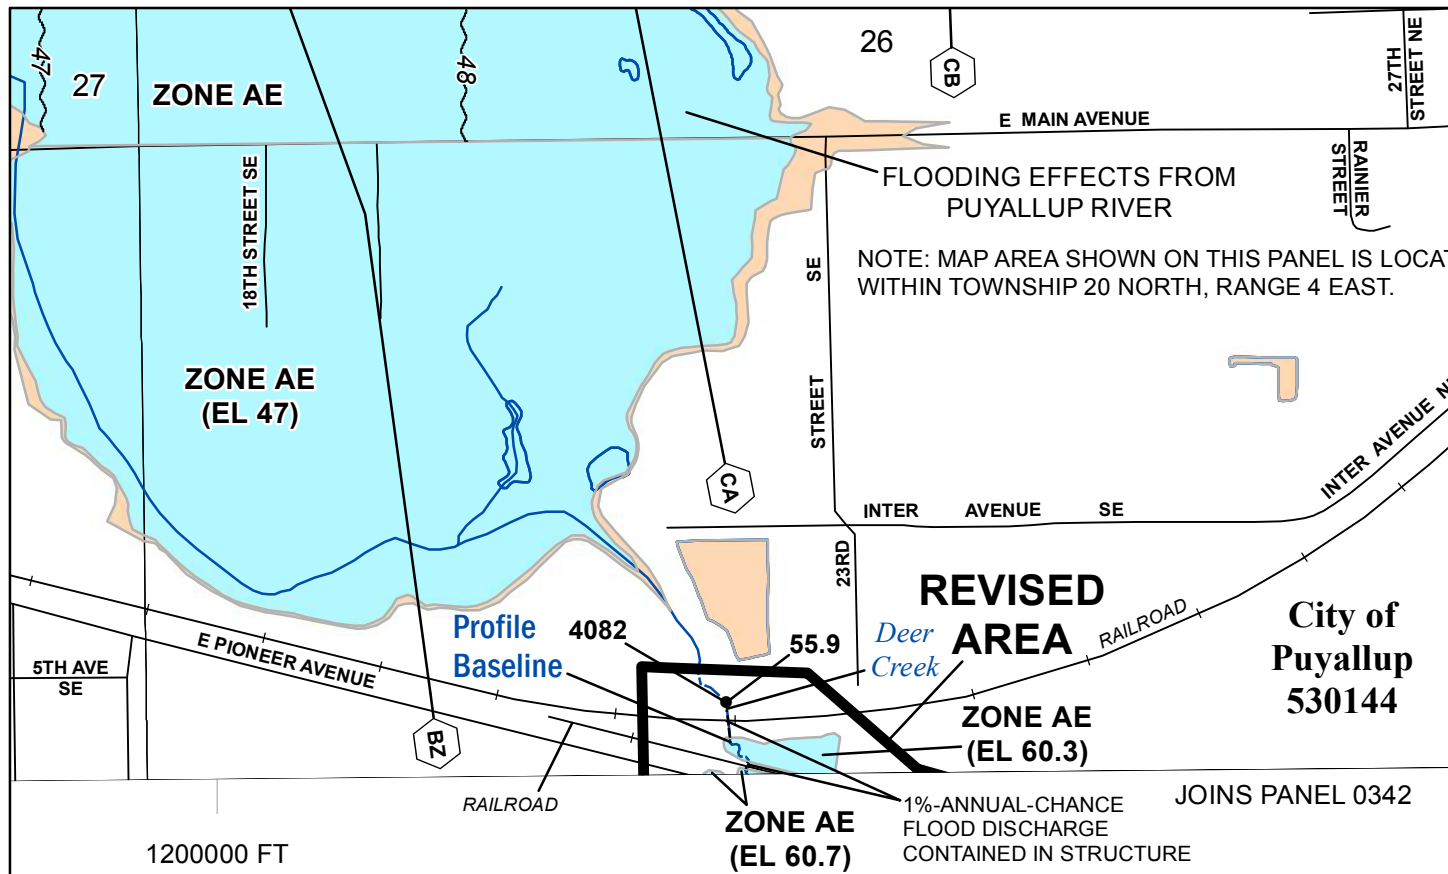 47
27
ZONE AE
48
26
CB
27TH
STREET NE
E MAIN AVENUE
RAINIER
STREET
18TH STREET SE
FLOODING EFFECTS FROM
PUYALLUP RIVER
SE
NOTE: MAP AREA SHOWN ON THIS PANEL IS LOCAT
WITHIN TOWNSHIP 20 NORTH, RANGE 4 EAST.
ZONE AE
(EL 47)
STREET
INTER AVENUE N
CA
INTER AVENUE SE
23RD
REVISED
AREA
RAILROAD
City of
Puyallup
530144
Profile
Baseline
4082
55.9
Deer
Creek
E PIONEER AVENUE
5TH AVE
SE
BZ
ZONE AE
(EL 60.3)
RAILROAD
ZONE AE
(EL 60.7)
1%-ANNUAL-CHANCE
FLOOD DISCHARGE
CONTAINED IN STRUCTURE
JOINS PANEL 0342
1200000 FT